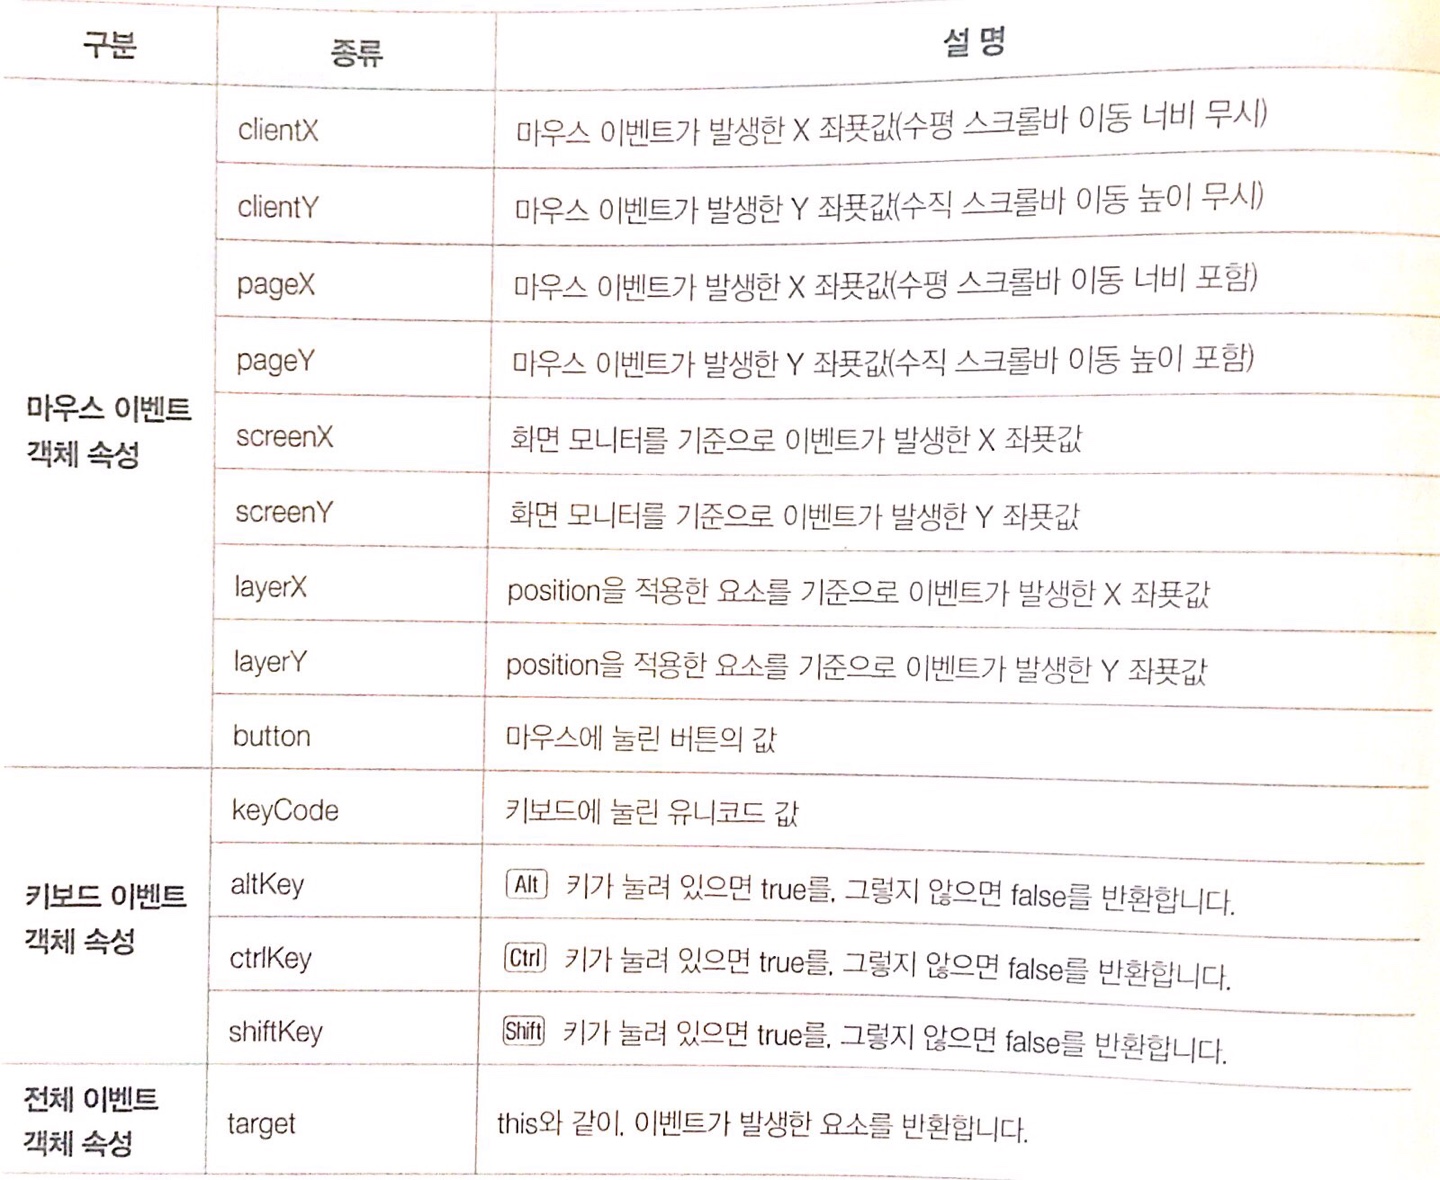 구분 종류 설명
clientX 마우스 이벤트가 발생한 X 좌푯값(수평 스크롤바 이동 너비 무시)
clientY 마우스 이벤트가 발생한 Y 좌푯값(수직 스크롤바 이동 높이 무시)
pageX 마우스 이벤트가 발생한 X 좌푯값(수평 스크롤바 이동 너비 포함)
pageY 마우스 이벤트가 발생한 Y 좌푯값(수직 스크롤바 이동 높이 포함)
마우스 이벤트
객체 속성
screenX 화면 모니터를 기준으로 이벤트가 발생한 X 좌푯값
screenY 화면 모니터를 기준으로 이벤트가 발생한 Y 좌푯값
layerX position을 적용한 요소를 기준으로 이벤트가 발생한 X 좌푯값
layerY position을 적용한 요소를 기준으로 이벤트가 발생한 Y 좌푯값
button 마우스에 눌린 버튼의 값
keyCode 키보드에 눌린 유니코드 값
키보드 이벤트
객체 속성
altKey Alt 키가 눌려 있으면 true를, 그렇지 않으면 false를 반환합니다.
ctrlKey Ctrl 키가 눌려 있으면 true를, 그렇지 않으면 false를 반환합니다.
shiftKey Shift 키가 눌려 있으면 true를, 그렇지 않으면 false를 반환합니다.
전체 이벤트
객체 속성
target this와 같이, 이벤트가 발생한 요소를 반환합니다.